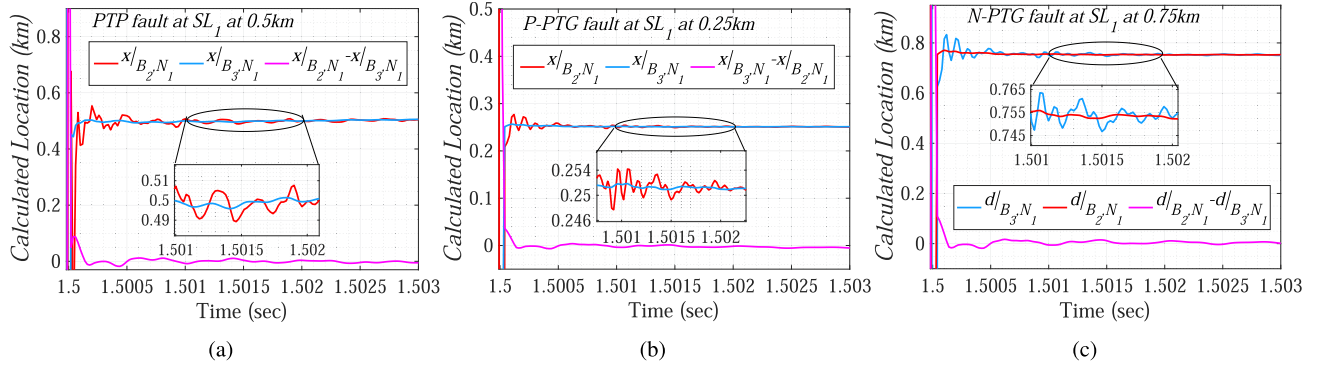 (a)
PTP fault at SL1 at 0.5km
x/B2,N1 x/B3,N1 x/B2,N1-x/B3,N1
Calculated Location (km)
0.8
0.6
0.4
0.2
0
0.51
0.5
0.49
1.501 1.5015 1.502
1.5 1.5005 1.501 1.5015 1.502 1.5025 1.503
Time (sec)
(a)
(b)
P-PTG fault at SL1 at 0.25km
x/B2,N1 x/B3,N1 x/B3,N1-x/B2,N1
Calculated Location (km)
0.5
0.4
0.3
0.2
0.1
0
0.254
0.25
0.246
1.501 1.5015 1.502
1.5 1.5005 1.501 1.5015 1.502 1.5025 1.503
Time (sec)
(b)
(c)
N-PTG fault at SL1 at 0.75km
Calculated Location (km)
0.8
0.6
0.4
0.2
0
0.765
0.755
0.745
1.501 1.5015 1.502
d/B3,N1 d/B2,N1 d/B2,N1-d/B3,N1
1.5 1.5005 1.501 1.5015 1.502 1.5025 1.503
Time (sec)
(c)